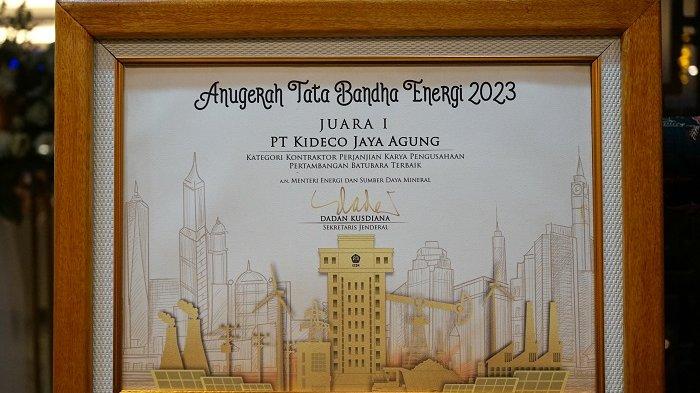 Anugerah Tata Bandha Energi 2023
JUARA I
PT KIDECO JAYA AGUNG
KATEGORI KONTRAKTOR PERJANJIAN KARYA PENGUSAHAAN
PERTAMBANGAN BATUBARA TERBAIK
A.N. MENTERI ENERGI DAN SUMBER DAYA MINERAL
DADAN KUSDIANA
SEKRETARIS JENDERAL